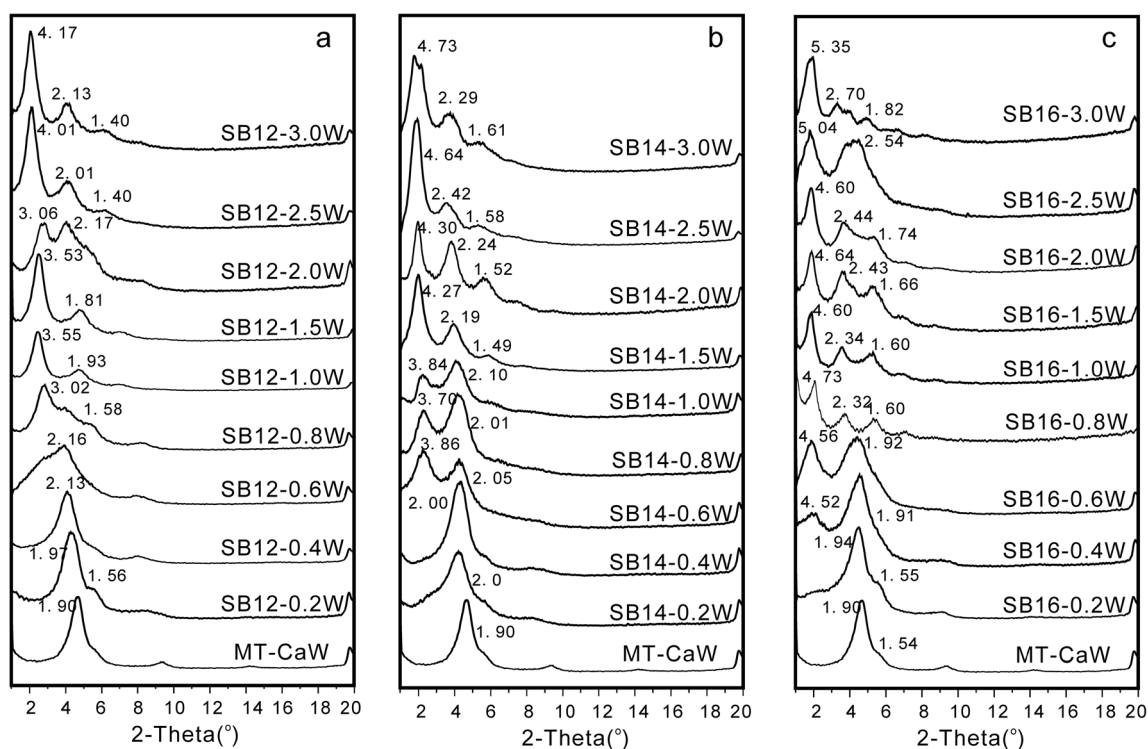 a
4. 17
2. 13
1. 40
SB12-3.0W
4. 01
2. 01
1. 40
SB12-2.5W
3. 06
2. 17
SB12-2.0W
3. 53
1. 81
SB12-1.5W
3. 55
1. 93
SB12-1.0W
3. 02
1. 58
SB12-0.8W
2. 16
SB12-0.6W
2. 13
SB12-0.4W
1. 97
1. 56
SB12-0.2W
1. 90
MT-CaW
2 4 6 8 10 12 14 16 18 20
2-Theta(°)
b
4. 73
2. 29
1. 61
SB14-3.0W
4. 64
2. 42
1. 58
SB14-2.5W
4. 30
2. 24
1. 52
SB14-2.0W
4. 27
2. 19
1. 49
SB14-1.5W
3. 84
2. 10
SB14-1.0W
3. 70
2. 01
SB14-0.8W
3. 86
2. 05
SB14-0.6W
2. 00
SB14-0.4W
2. 0
SB14-0.2W
1. 90
MT-CaW
2 4 6 8 10 12 14 16 18 20
2-Theta(°)
c
5. 35
2. 70
1. 82
SB16-3.0W
5. 04
2. 54
SB16-2.5W
4. 60
2. 44
1. 74
SB16-2.0W
4. 64
2. 43
1. 66
SB16-1.5W
4. 60
2. 34
1. 60
SB16-1.0W
4. 73
2. 32
1. 60
SB16-0.8W
4. 56
1. 92
SB16-0.6W
4. 52
1. 91
SB16-0.4W
1. 94
1. 55
SB16-0.2W
1. 90
1. 54
MT-CaW
2 4 6 8 10 12 14 16 18 20
2-Theta(°)